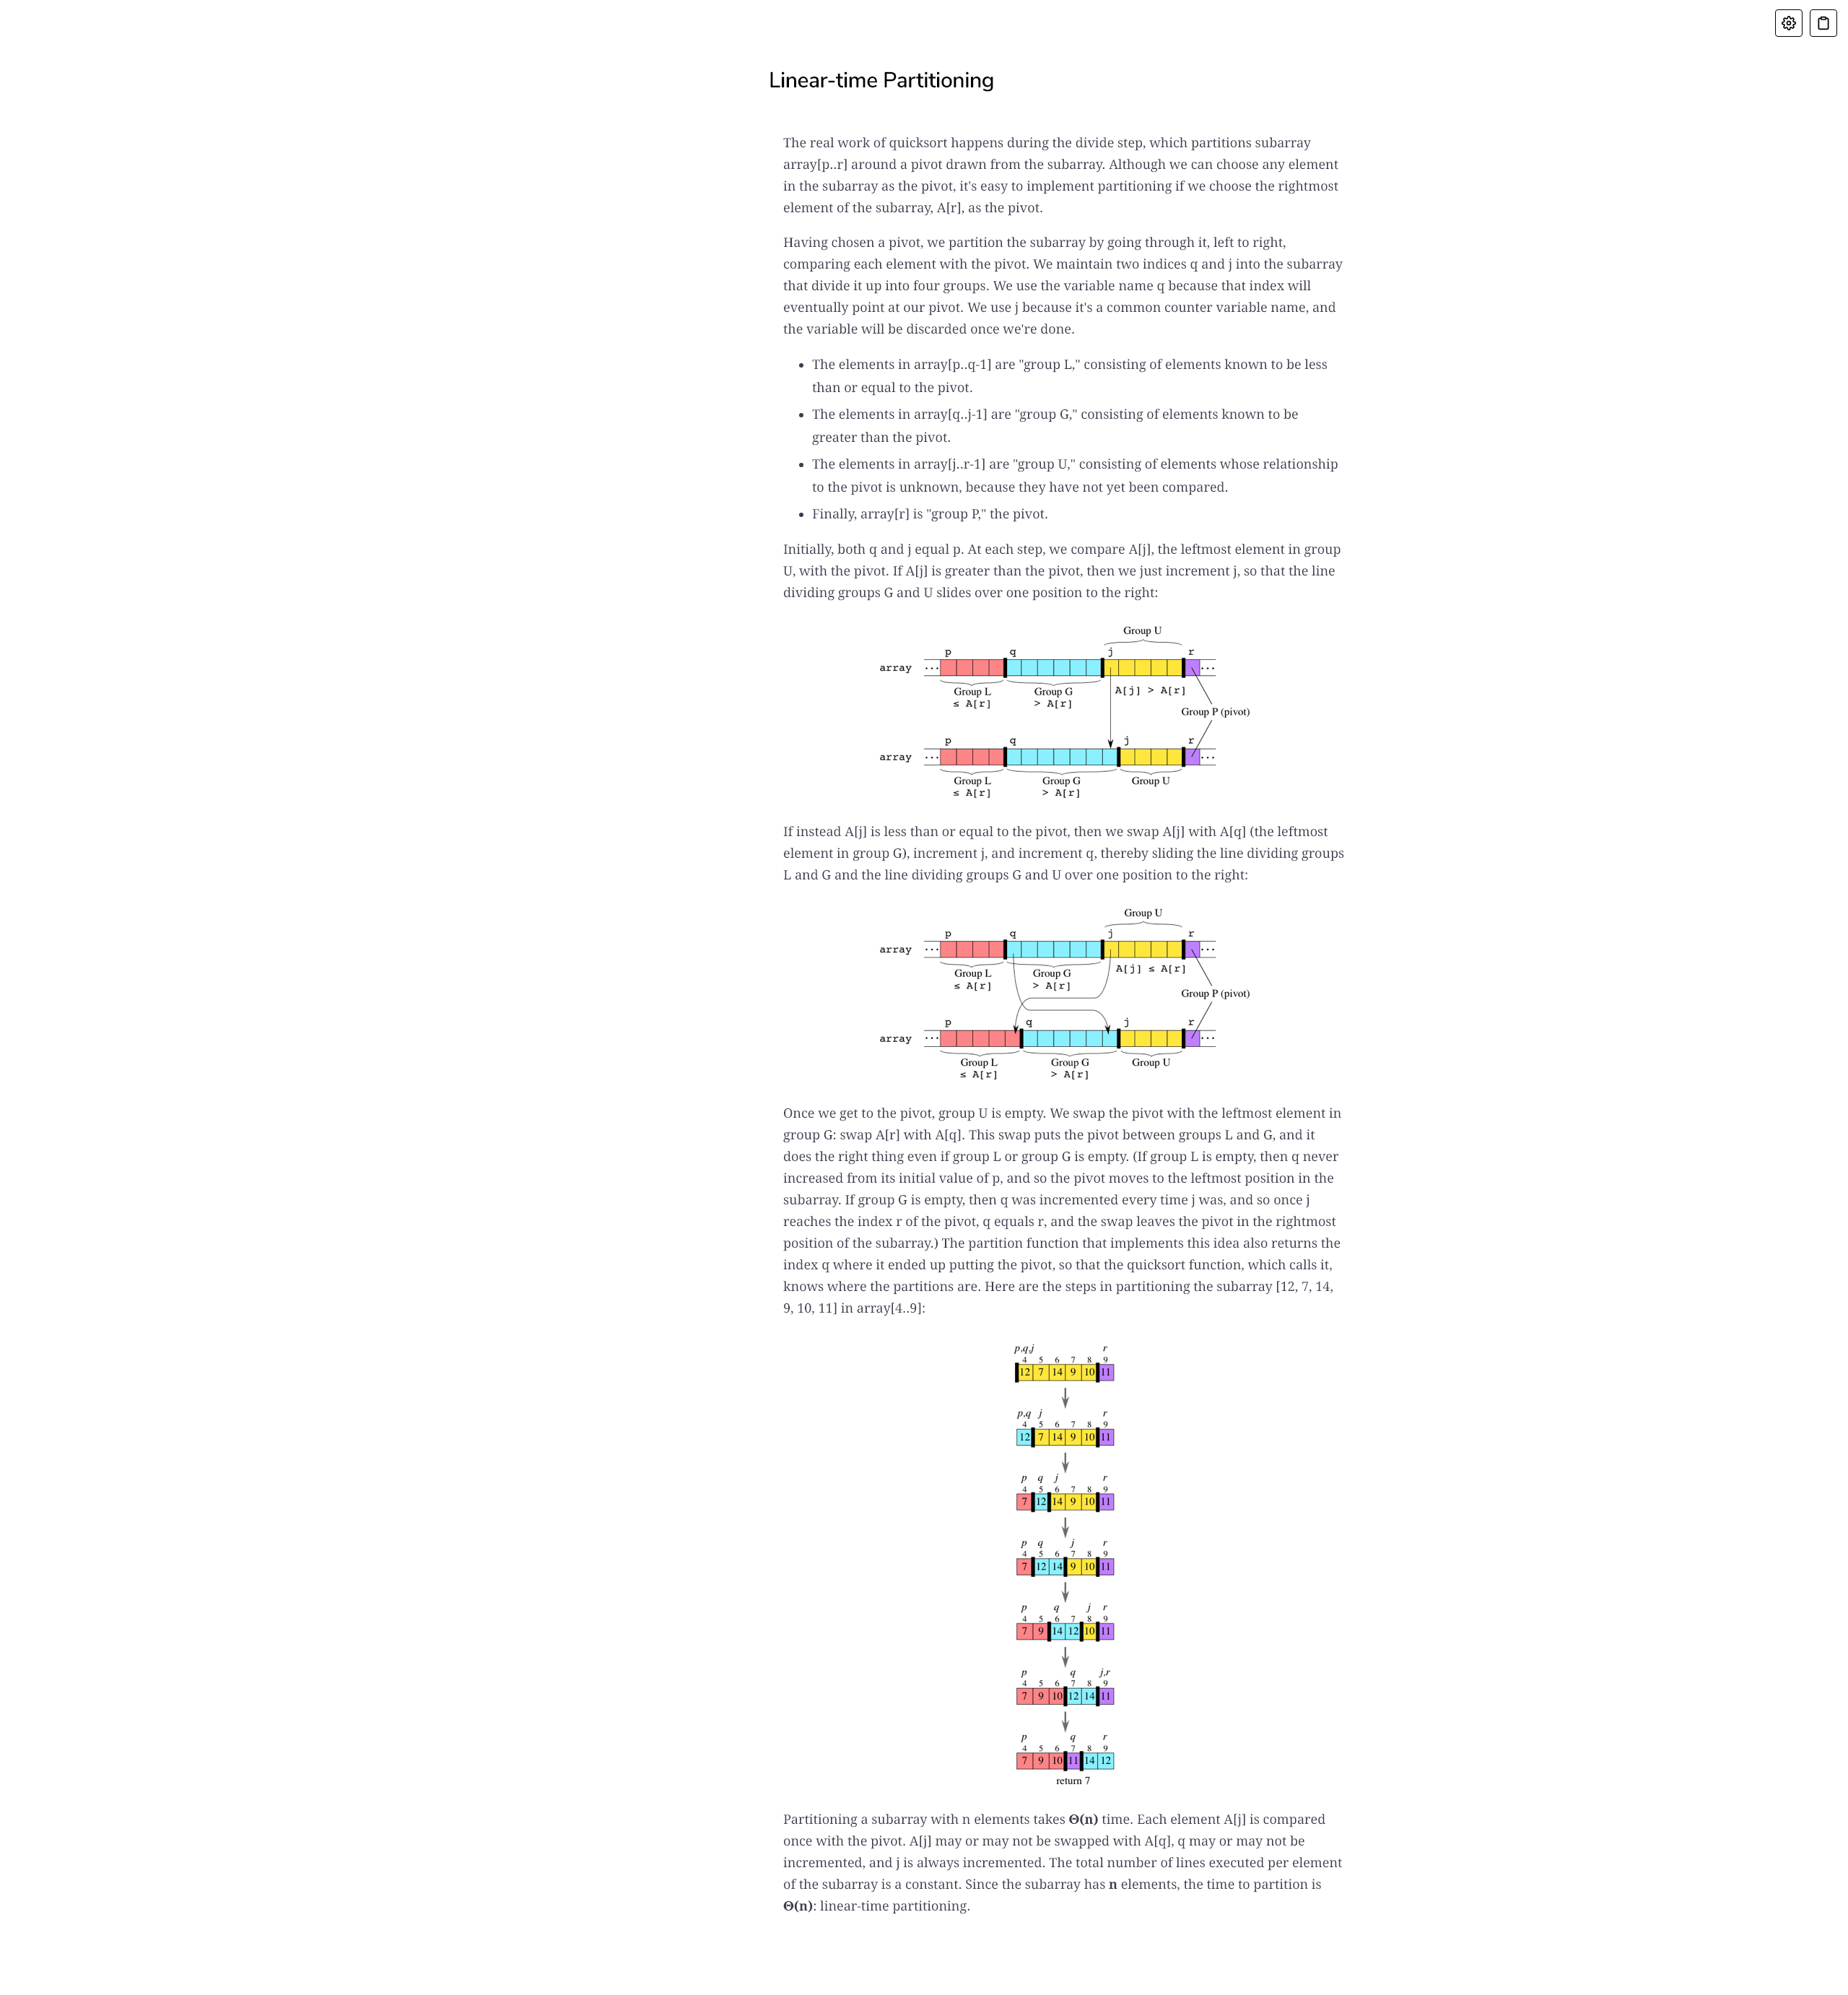 Linear-time Partitioning
The real work of quicksort happens during the divide step, which partitions subarray
array[p..r] around a pivot drawn from the subarray. Although we can choose any element
in the subarray as the pivot, it's easy to implement partitioning if we choose the rightmost
element of the subarray, A[r], as the pivot.
Having chosen a pivot, we partition the subarray by going through it, left to right,
comparing each element with the pivot. We maintain two indices q and j into the subarray
that divide it up into four groups. We use the variable name q because that index will
eventually point at our pivot. We use j because it's a common counter variable name, and
the variable will be discarded once we're done.
• The elements in array[p..q-1] are "group L," consisting of elements known to be less
than or equal to the pivot.
• The elements in array[q..j-1] are "group G," consisting of elements known to be
greater than the pivot.
• The elements in array[j..r-1] are "group U," consisting of elements whose relationship
to the pivot is unknown, because they have not yet been compared.
• Finally, array[r] is "group P," the pivot.
Initially, both q and j equal p. At each step, we compare A[j], the leftmost element in group
U, with the pivot. If A[j] is greater than the pivot, then we just increment j, so that the line
dividing groups G and U slides over one position to the right:
Group U
p q j r
array ... ...
Group L Group G A[j] > A[r]
≤ A[r] > A[r]
Group P (pivot)
p q j r
array ... ...
Group L Group G Group U
≤ A[r] > A[r]
If instead A[j] is less than or equal to the pivot, then we swap A[j] with A[q] (the leftmost
element in group G), increment j, and increment q, thereby sliding the line dividing groups
L and G and the line dividing groups G and U over one position to the right:
Group U
p q j r
array ... ...
Group L Group G A[j] ≤ A[r]
≤ A[r] > A[r]
Group P (pivot)
p q j r
array ... ...
Group L Group G Group U
≤ A[r] > A[r]
Once we get to the pivot, group U is empty. We swap the pivot with the leftmost element in
group G: swap A[r] with A[q]. This swap puts the pivot between groups L and G, and it
does the right thing even if group L or group G is empty. (If group L is empty, then q never
increased from its initial value of p, and so the pivot moves to the leftmost position in the
subarray. If group G is empty, then q was incremented every time j was, and so once j
reaches the index r of the pivot, q equals r, and the swap leaves the pivot in the rightmost
position of the subarray.) The partition function that implements this idea also returns the
index q where it ended up putting the pivot, so that the quicksort function, which calls it,
knows where the partitions are. Here are the steps in partitioning the subarray [12, 7, 14,
9, 10, 11] in array[4..9]:
p,q,j r
4 5 6 7 8 9
12 7 14 9 10 11
p,q j r
4 5 6 7 8 9
12 7 14 9 10 11
p q j r
4 5 6 7 8 9
7 12 14 9 10 11
p q j r
4 5 6 7 8 9
7 12 14 9 10 11
p q j r
4 5 6 7 8 9
7 9 14 12 10 11
p q j,r
4 5 6 7 8 9
7 9 10 12 14 11
p q r
4 5 6 7 8 9
7 9 10 11 14 12
return 7
Partitioning a subarray with n elements takes Θ(n) time. Each element A[j] is compared
once with the pivot. A[j] may or may not be swapped with A[q], q may or may not be
incremented, and j is always incremented. The total number of lines executed per element
of the subarray is a constant. Since the subarray has n elements, the time to partition is
Θ(n): linear-time partitioning.